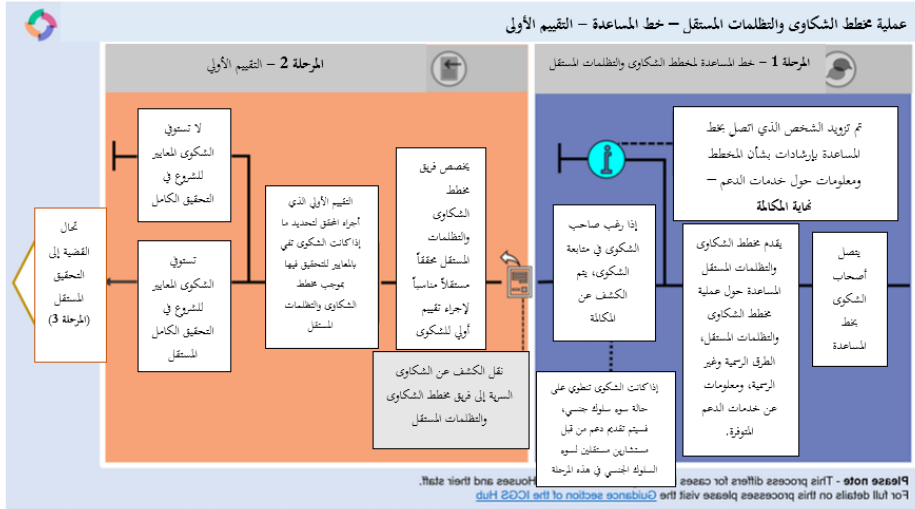 عملية مخطط الشكاوى والتظلمات المستقل – خط المساعدة - التقييم الأولى
المرحلة 1 – خط المساعدة لمخطط الشكاوى والتظلمات المستقل
تم تزويد الشخص الذي اتصل بخط
المساعدة بإرشادات بشأن المخطط
ومعلومات حول خدمات الدعم –
نهاية المكالمة
يتصل
أصحاب
الشكوى
بخط
المساعدة
يقدم مخطط الشكاوى
والتظلمات المستقل
المساعدة حول عملية
مخطط الشكاوى
والتظلمات المستقل،
الطرق الرسمية وغير
الرسمية، ومعلومات
عن خدمات الدعم
المتوفرة.
إذا رغب صاحب
الشكوى في متابعة
الشكوى، يتم
الكشف عن
المكالمة
إذا كانت الشكوى تنطوي على
حالة سوء سلوك جنسي،
فسيتم تقديم دعم من قبل
مستشارين مستقلين لسوء
السلوك الجنسي في هذه المرحلة
المرحلة 2 – التقييم الأولي
يخصص فريق
مخطط
الشكاوى
والتظلمات
المستقل محققاً
مستقلاً مناسباً
لإجراء تقييم
أولي للشكوى
نقل الكشف عن الشكاوى
السرية إلى فريق مخطط الشكاوى
والتظلمات المستقل
التقييم الأولي الذي
أجراه المحقق لتحديد ما
إذا كانت الشكوى تفي
بالمعايير للتحقيق فيها
بموجب مخطط
الشكاوى والتظلمات
المستقل
لا تستوفي
الشكوى المعايير
للشروع في
التحقيق الكامل
تستوفي
الشكوى المعايير
للشروع في
التحقيق الكامل
المستقل
تحال
القضية إلى
التحقيق
المستقل
(المرحلة 3)
Please note - This process differs for cases
Houses and their staff.
For full details on this processes please visit the Guidance section of the ICGS Hub